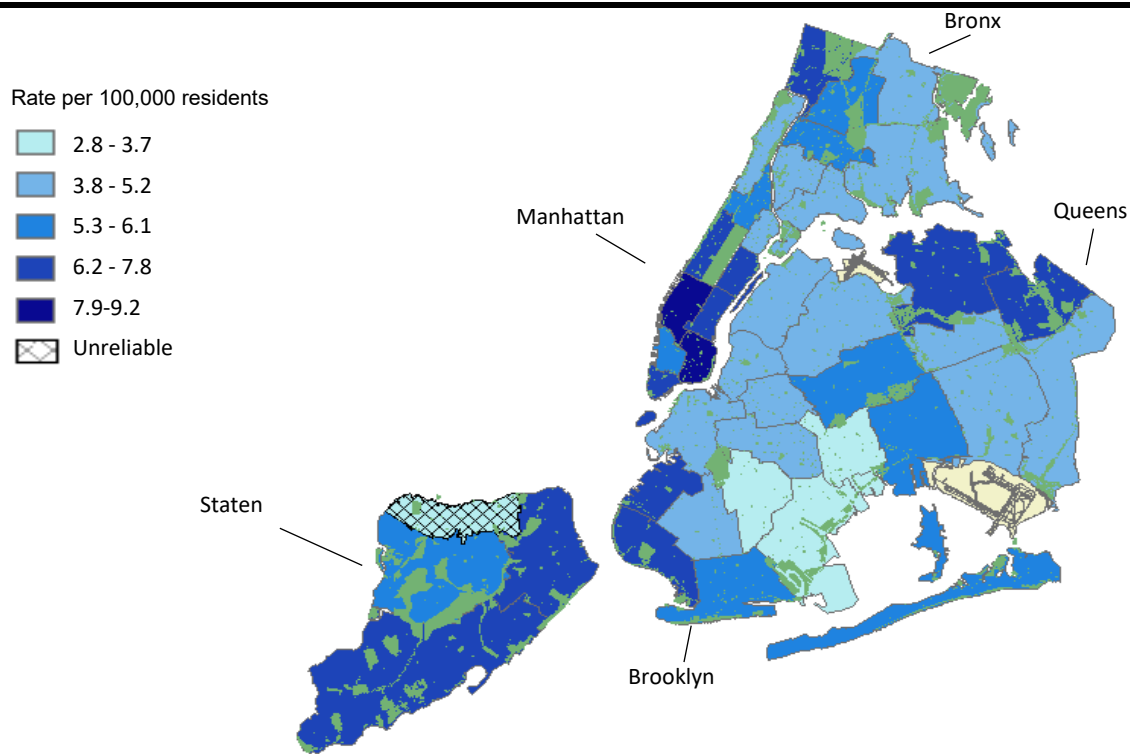 Bronx
Rate per 100,000 residents
2.8 - 3.7
3.8 - 5.2
5.3 - 6.1
6.2 - 7.8
7.9-9.2
Unreliable
Manhattan
Queens
Staten
Brooklyn